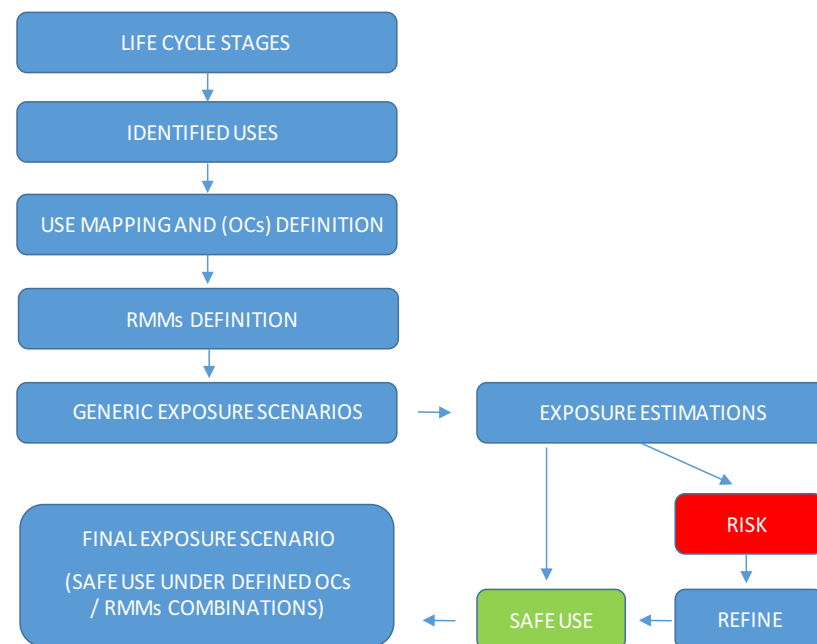 LIFE CYCLE STAGES
IDENTIFIED USES
USE MAPPING AND (OCs) DEFINITION
RMMs DEFINITION
GENERIC EXPOSURE SCENARIOS
EXPOSURE ESTIMATIONS
RISK
FINAL EXPOSURE SCENARIO
(SAFE USE UNDER DEFINED OCs
/ RMMs COMBINATIONS)
SAFE USE
REFINE